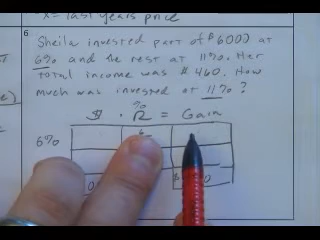 x = last years price
6
Sheila invested part of $6000 at
6% and the rest at 11%. Her
total income was $460. How
much was invested at 11%?
$ · % R = Gain
6%